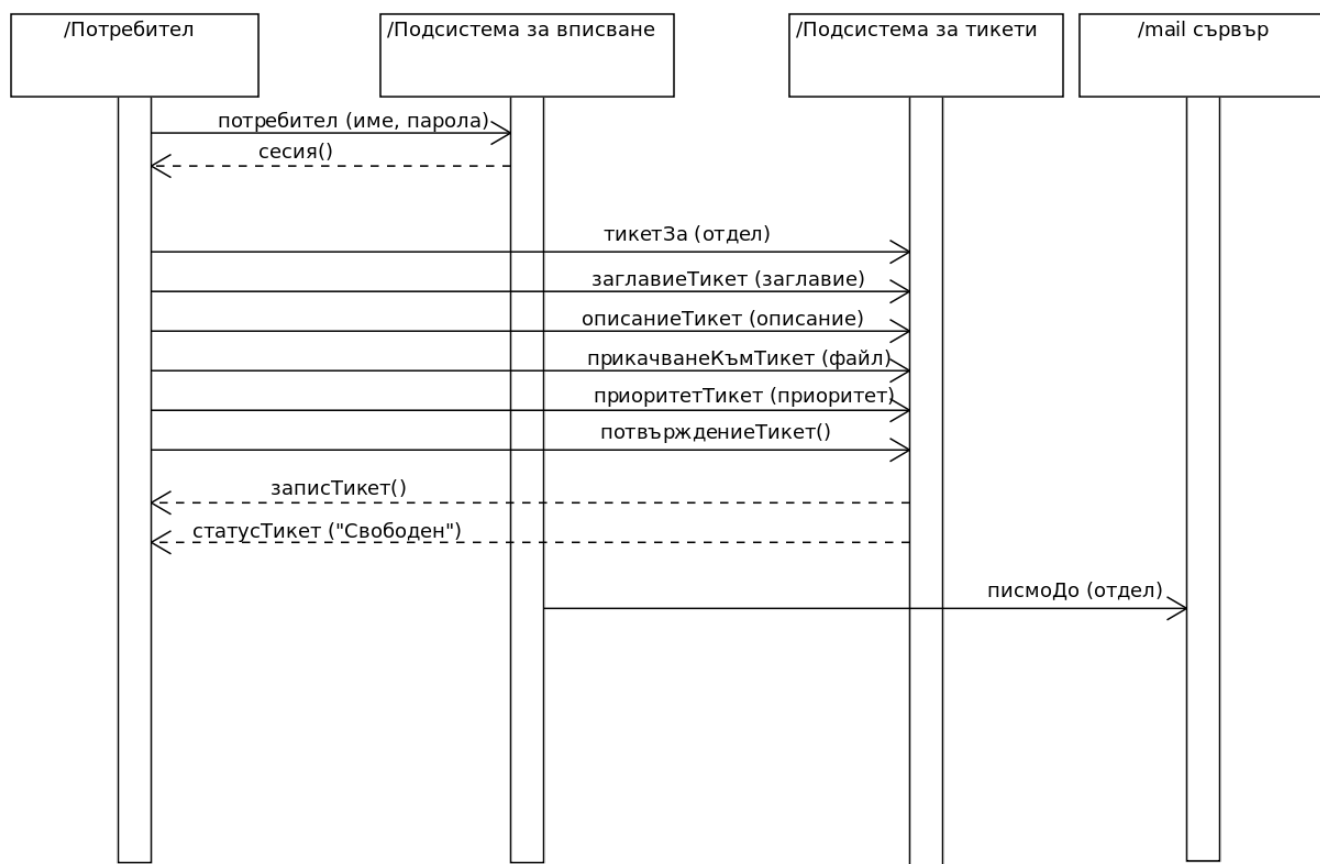 /Потребител
/Подсистема за вписване
/Подсистема за тикети
/mail сървър
потребител (име, парола)
сесия()
тикетЗа (отдел)
заглавиеТикет (заглавие)
описаниеТикет (описание)
прикачванеКъмТикет (файл)
приоритетТикет (приоритет)
потвърждениеТикет()
записТикет()
статусТикет ("Свободен")
писмоДо (отдел)